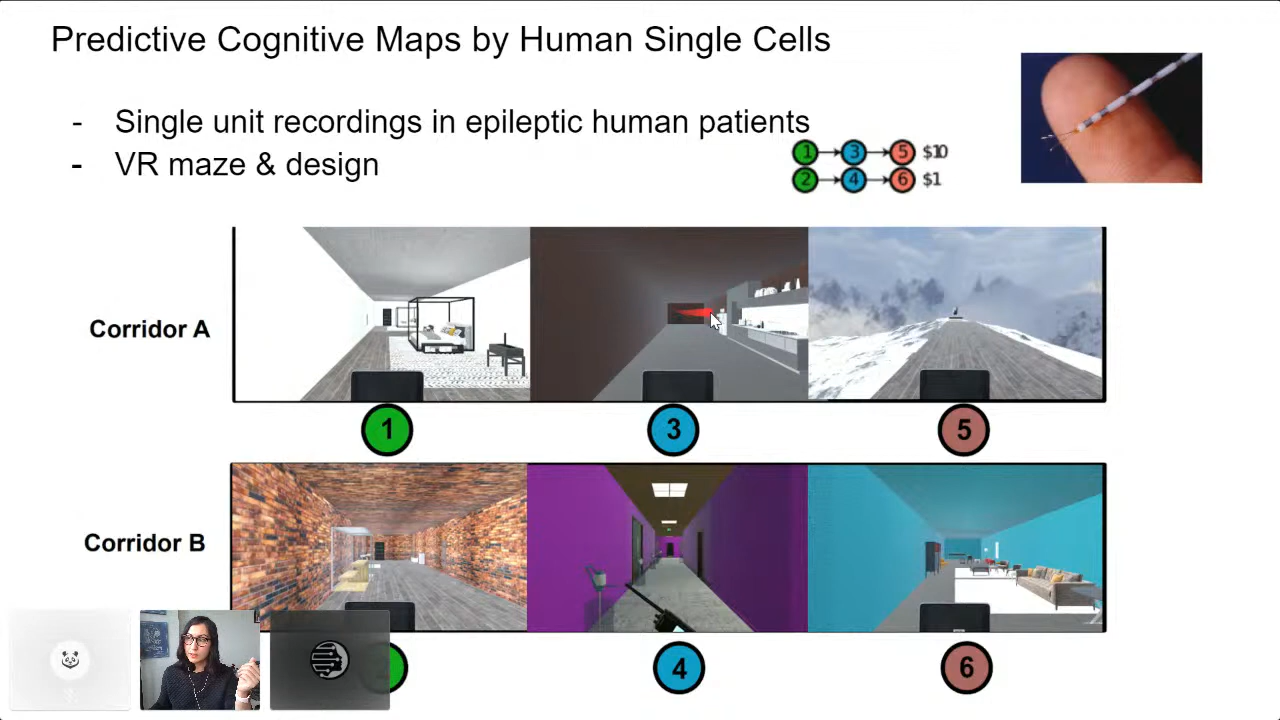 Predictive Cognitive Maps by Human Single Cells
- Single unit recordings in epileptic human patients
- VR maze & design
1 3 5 $10
2 4 6 $1
Corridor A
1 3 5
Corridor B
4 6